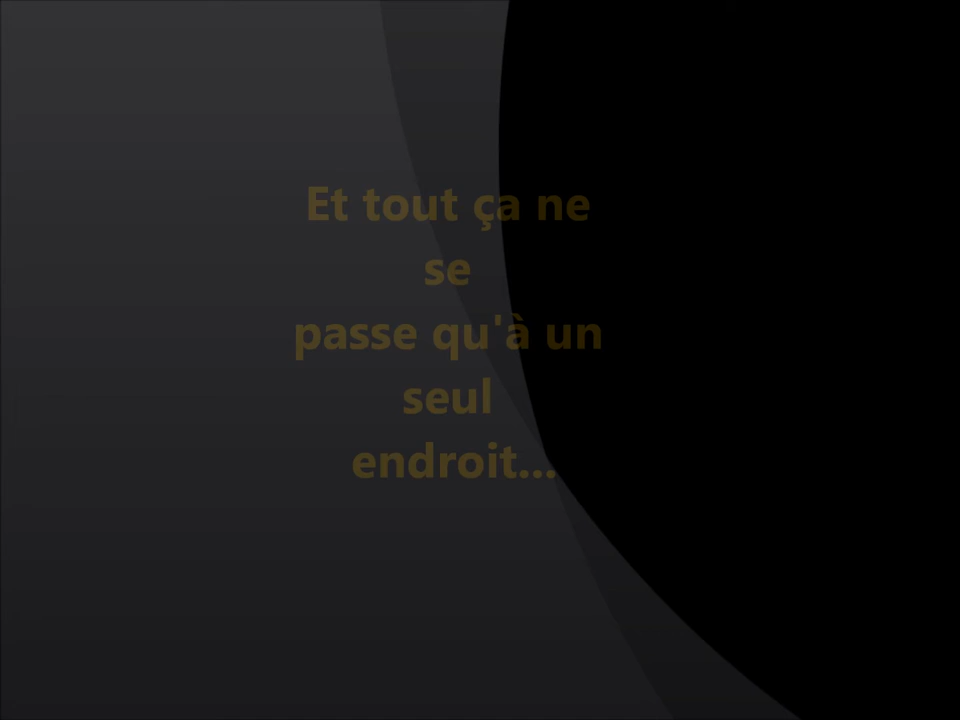 Et tout ça ne
se
passe qu'à un
seul
endroit...